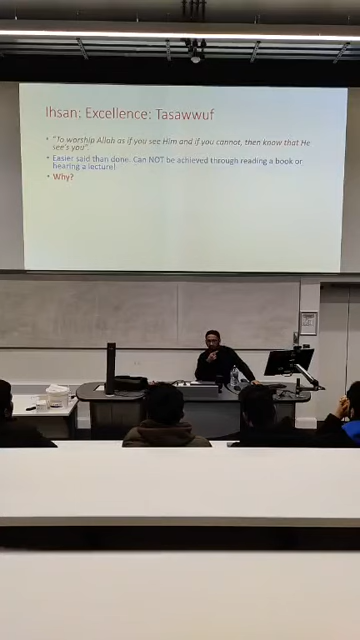 Ihsan: Excellence: Tasawwuf
• "To worship Allah as if you see Him and if you cannot, then know that He
see's you".
• Easier said than done. Can NOT be achieved through reading a book or
hearing a lecture!
• Why?